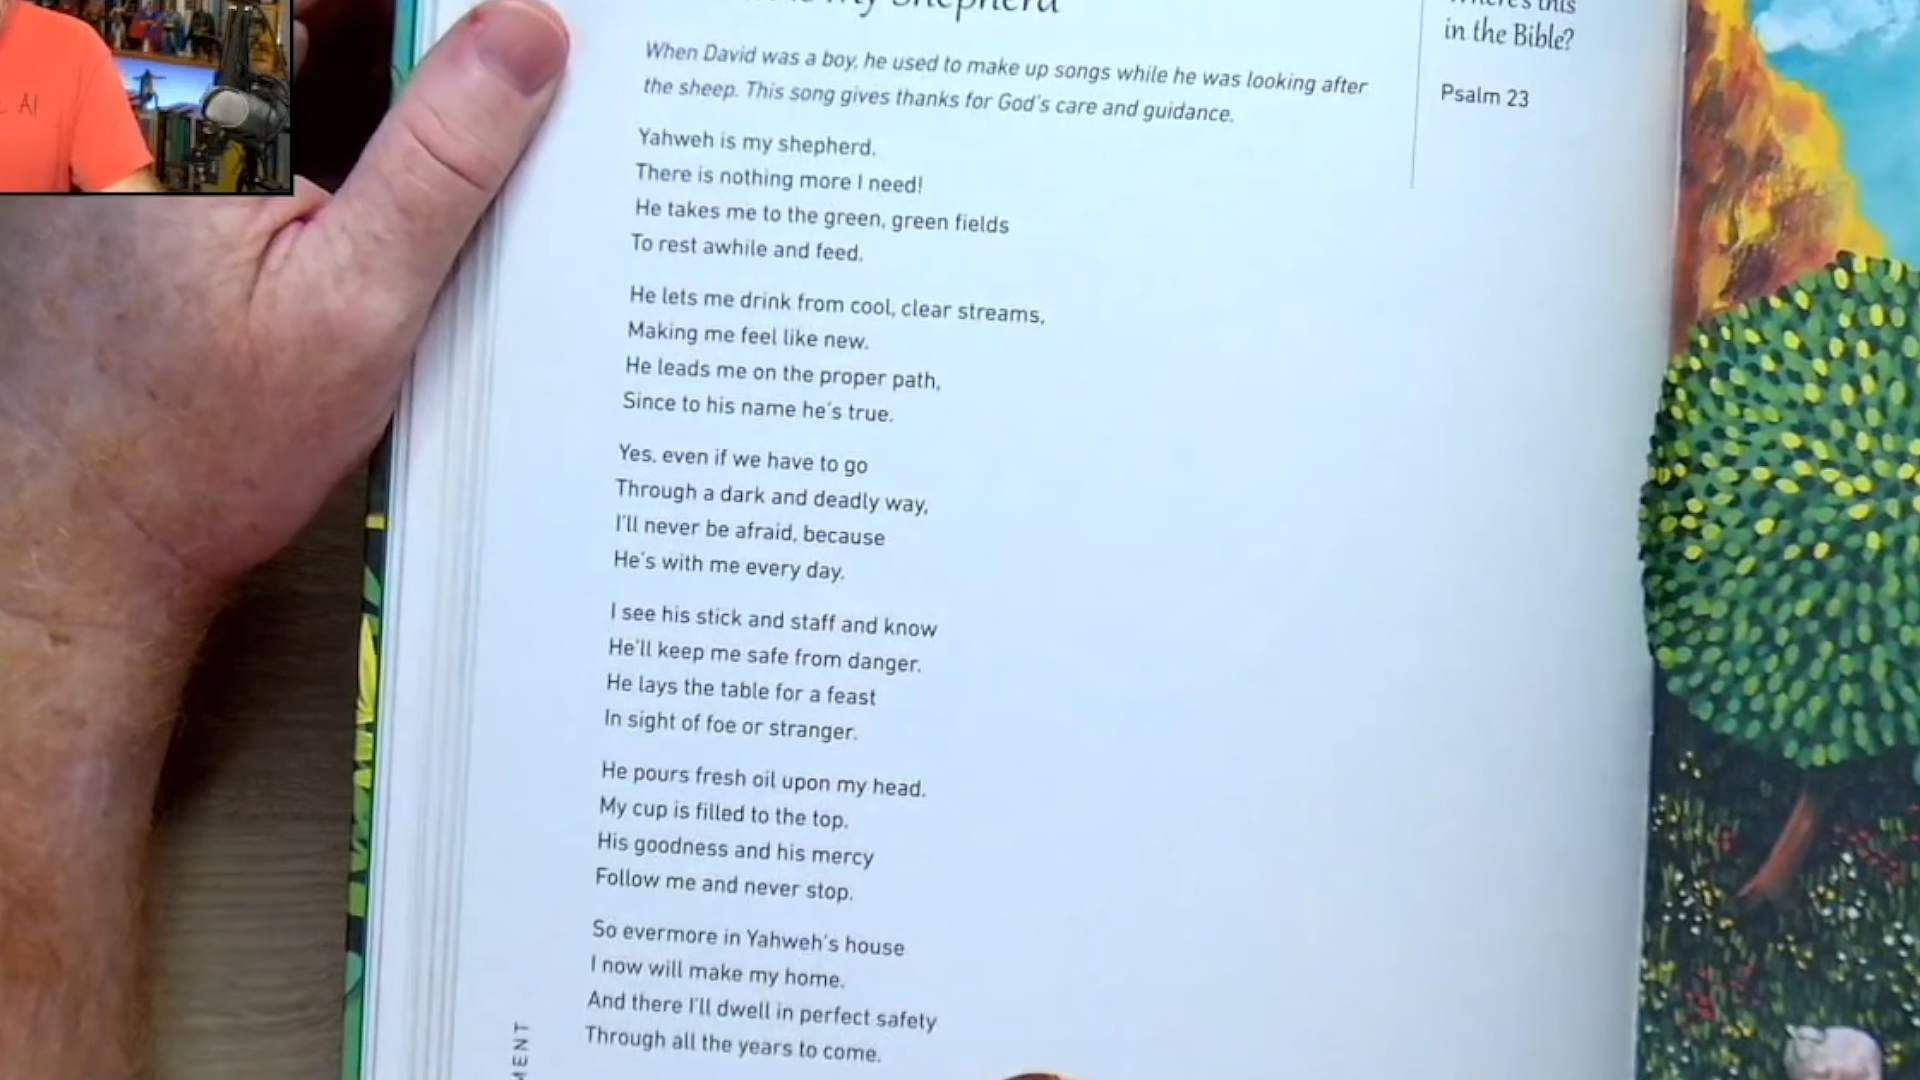 my Shepherd
When David was a boy, he used to make up songs while he was looking after
the sheep. This song gives thanks for God's care and guidance.
Yahweh is my shepherd.
There is nothing more I need!
He takes me to the green, green fields
To rest awhile and feed.
He lets me drink from cool, clear streams,
Making me feel like new.
He leads me on the proper path,
Since to his name he's true.
Yes, even if we have to go
Through a dark and deadly way,
I'll never be afraid, because
He's with me every day.
I see his stick and staff and know
He'll keep me safe from danger.
He lays the table for a feast
In sight of foe or stranger.
He pours fresh oil upon my head.
My cup is filled to the top.
His goodness and his mercy
Follow me and never stop.
So evermore in Yahweh's house
I now will make my home.
And there I'll dwell in perfect safety
Through all the years to come.
Where's this
in the Bible?
Psalm 23
MENT
AI